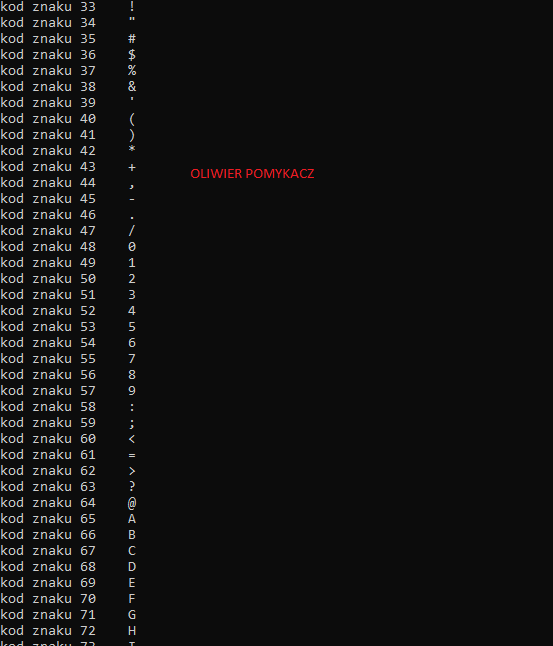 kod znaku 33    !
kod znaku 34    "
kod znaku 35    #
kod znaku 36    $
kod znaku 37    %
kod znaku 38    &
kod znaku 39    '
kod znaku 40    (
kod znaku 41    )
kod znaku 42    *
kod znaku 43    +
OLIWIER POMYKACZ
kod znaku 44    ,
kod znaku 45    -
kod znaku 46    .
kod znaku 47    /
kod znaku 48    0
kod znaku 49    1
kod znaku 50    2
kod znaku 51    3
kod znaku 52    4
kod znaku 53    5
kod znaku 54    6
kod znaku 55    7
kod znaku 56    8
kod znaku 57    9
kod znaku 58    :
kod znaku 59    ;
kod znaku 60    <
kod znaku 61    =
kod znaku 62    >
kod znaku 63    ?
kod znaku 64    @
kod znaku 65    A
kod znaku 66    B
kod znaku 67    C
kod znaku 68    D
kod znaku 69    E
kod znaku 70    F
kod znaku 71    G
kod znaku 72    H
kod znaku 73    I